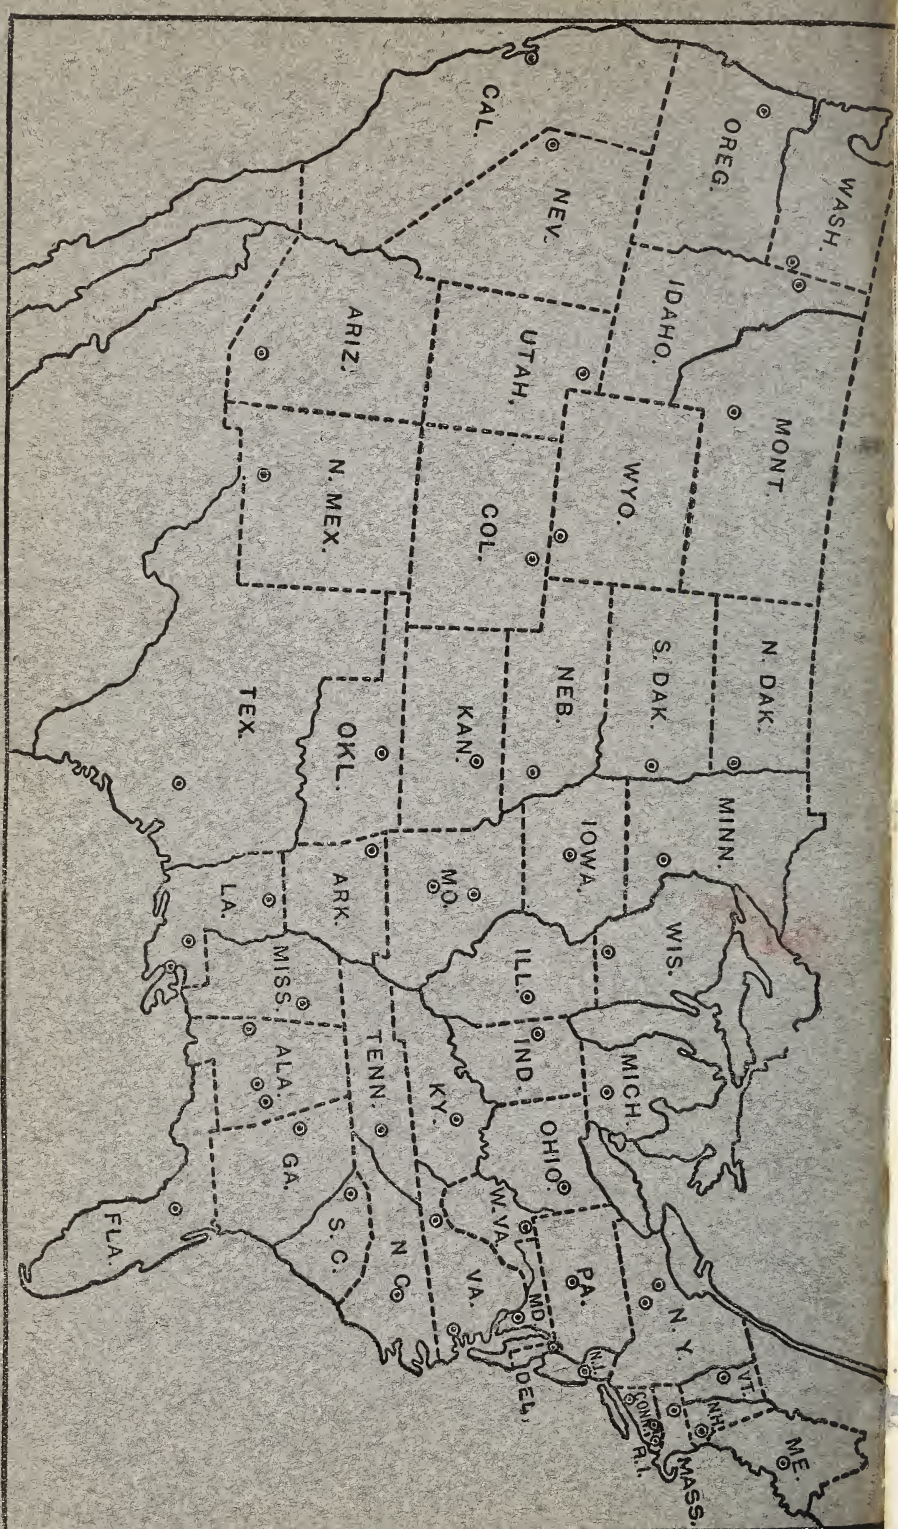 WASH.
OREG.
CAL.
NEV.
IDAHO.
MONT
UTAH.
ARIZ.
WYO.
COL.
N. MEX.
N. DAK.
S. DAK.
NEB.
KAN.
OKL.
TEX.
MINN.
IOWA.
MO.
ARK.
LA.
WIS.
ILL.
MISS.
MICH.
IND.
KY.
TENN.
ALA.
OHIO.
GA.
FLA.
W. VA.
VA.
N. C.
S. C.
PA.
MD.
DEL.
N. Y.
N.J.
VT.
N.H.
CONN.
R.I.
MASS.
ME.